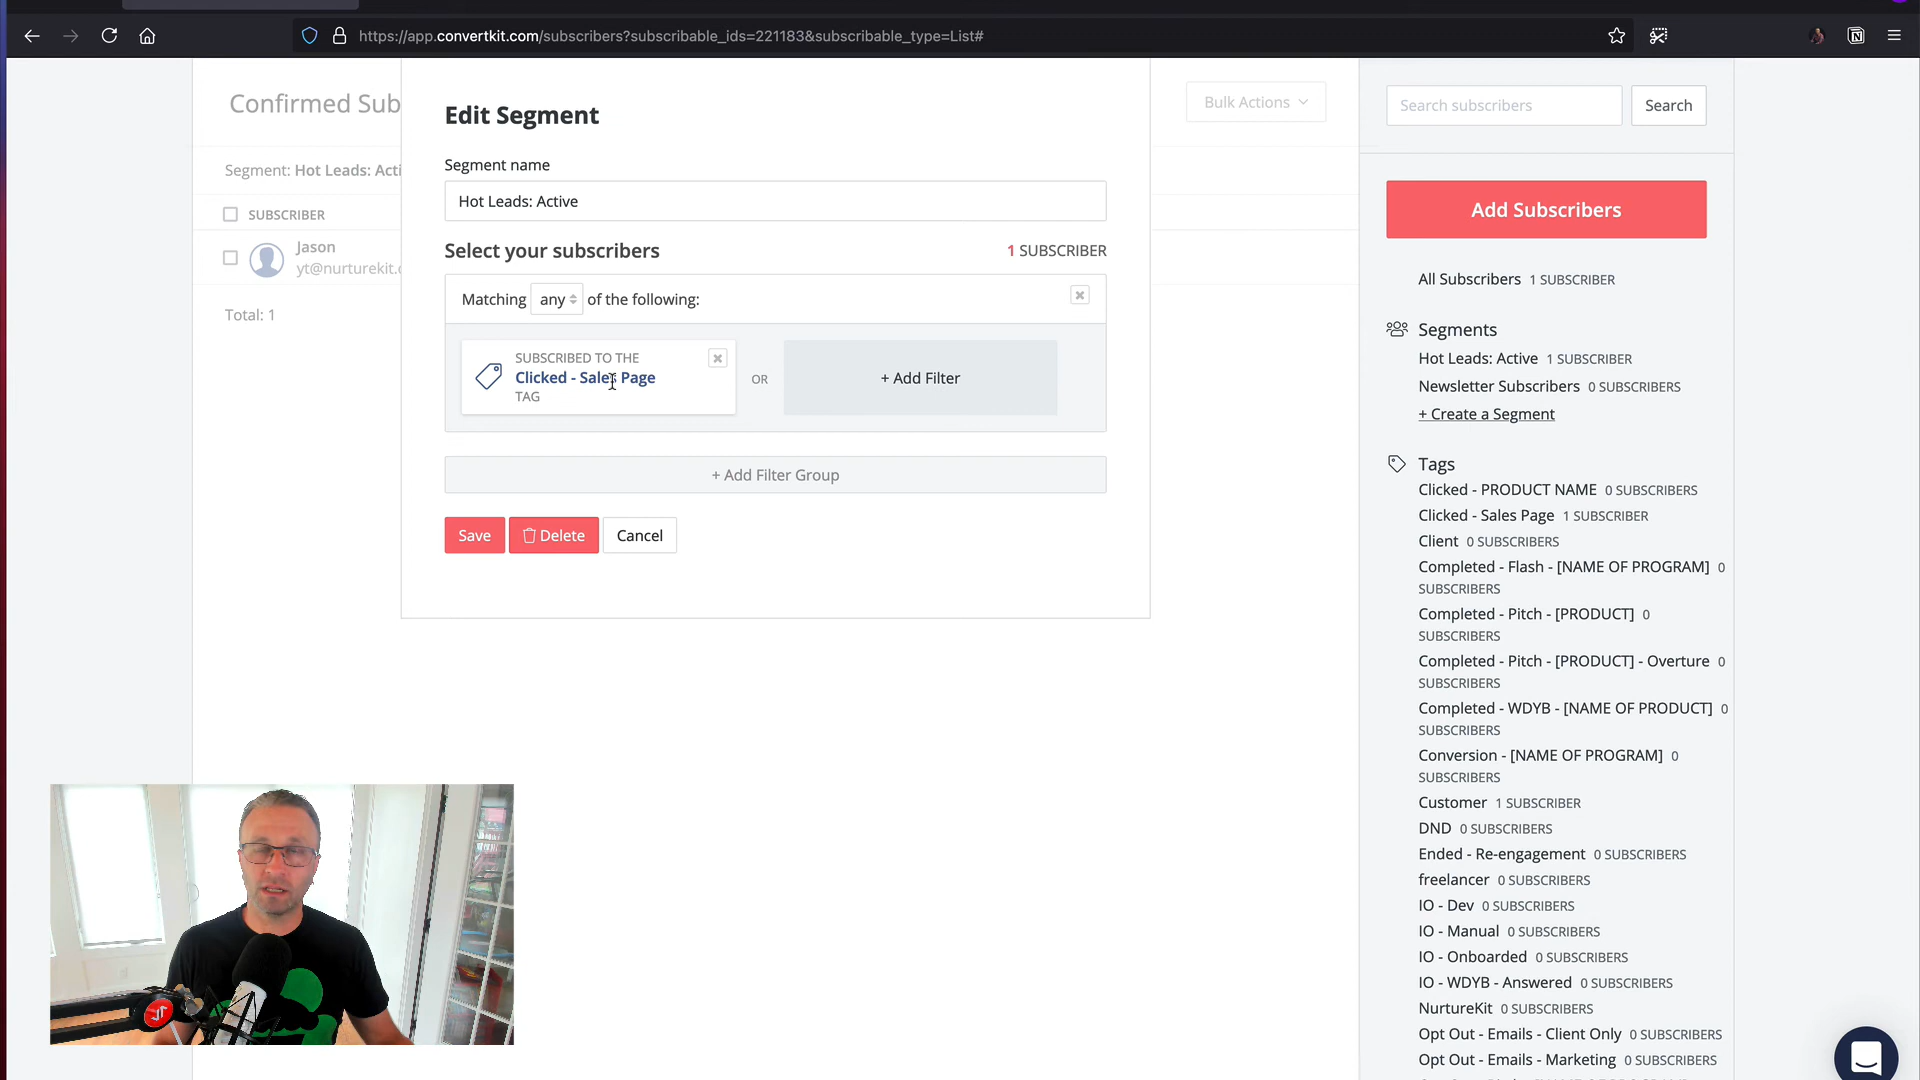 https://app.convertkit.com/subscribers?subscribable_ids=221183&subscribable_type=List#
Confirmed Sub
Bulk Actions
Segment: Hot Leads: Acti
SUBSCRIBER
Jason
yt@nurturekit.c
Total: 1
Edit Segment
Segment name
Hot Leads: Active
Select your subscribers
1 SUBSCRIBER
Matching any of the following:
SUBSCRIBED TO THE
Clicked - Sales Page
TAG
OR
+ Add Filter
+ Add Filter Group
Save
Delete
Cancel
Search subscribers
Search
Add Subscribers
All Subscribers 1 SUBSCRIBER
Segments
Hot Leads: Active 1 SUBSCRIBER
Newsletter Subscribers 0 SUBSCRIBERS
+ Create a Segment
Tags
Clicked - PRODUCT NAME 0 SUBSCRIBERS
Clicked - Sales Page 1 SUBSCRIBER
Client 0 SUBSCRIBERS
Completed - Flash - [NAME OF PROGRAM] 0
SUBSCRIBERS
Completed - Pitch - [PRODUCT] 0
SUBSCRIBERS
Completed - Pitch - [PRODUCT] - Overture 0
SUBSCRIBERS
Completed - WDYB - [NAME OF PRODUCT] 0
SUBSCRIBERS
Conversion - [NAME OF PROGRAM] 0
SUBSCRIBERS
Customer 1 SUBSCRIBER
DND 0 SUBSCRIBERS
Ended - Re-engagement 0 SUBSCRIBERS
freelancer 0 SUBSCRIBERS
IO - Dev 0 SUBSCRIBERS
IO - Manual 0 SUBSCRIBERS
IO - Onboarded 0 SUBSCRIBERS
IO - WDYB - Answered 0 SUBSCRIBERS
NurtureKit 0 SUBSCRIBERS
Opt Out - Emails - Client Only 0 SUBSCRIBERS
Opt Out - Emails - Marketing 0 SUBSCRIBERS